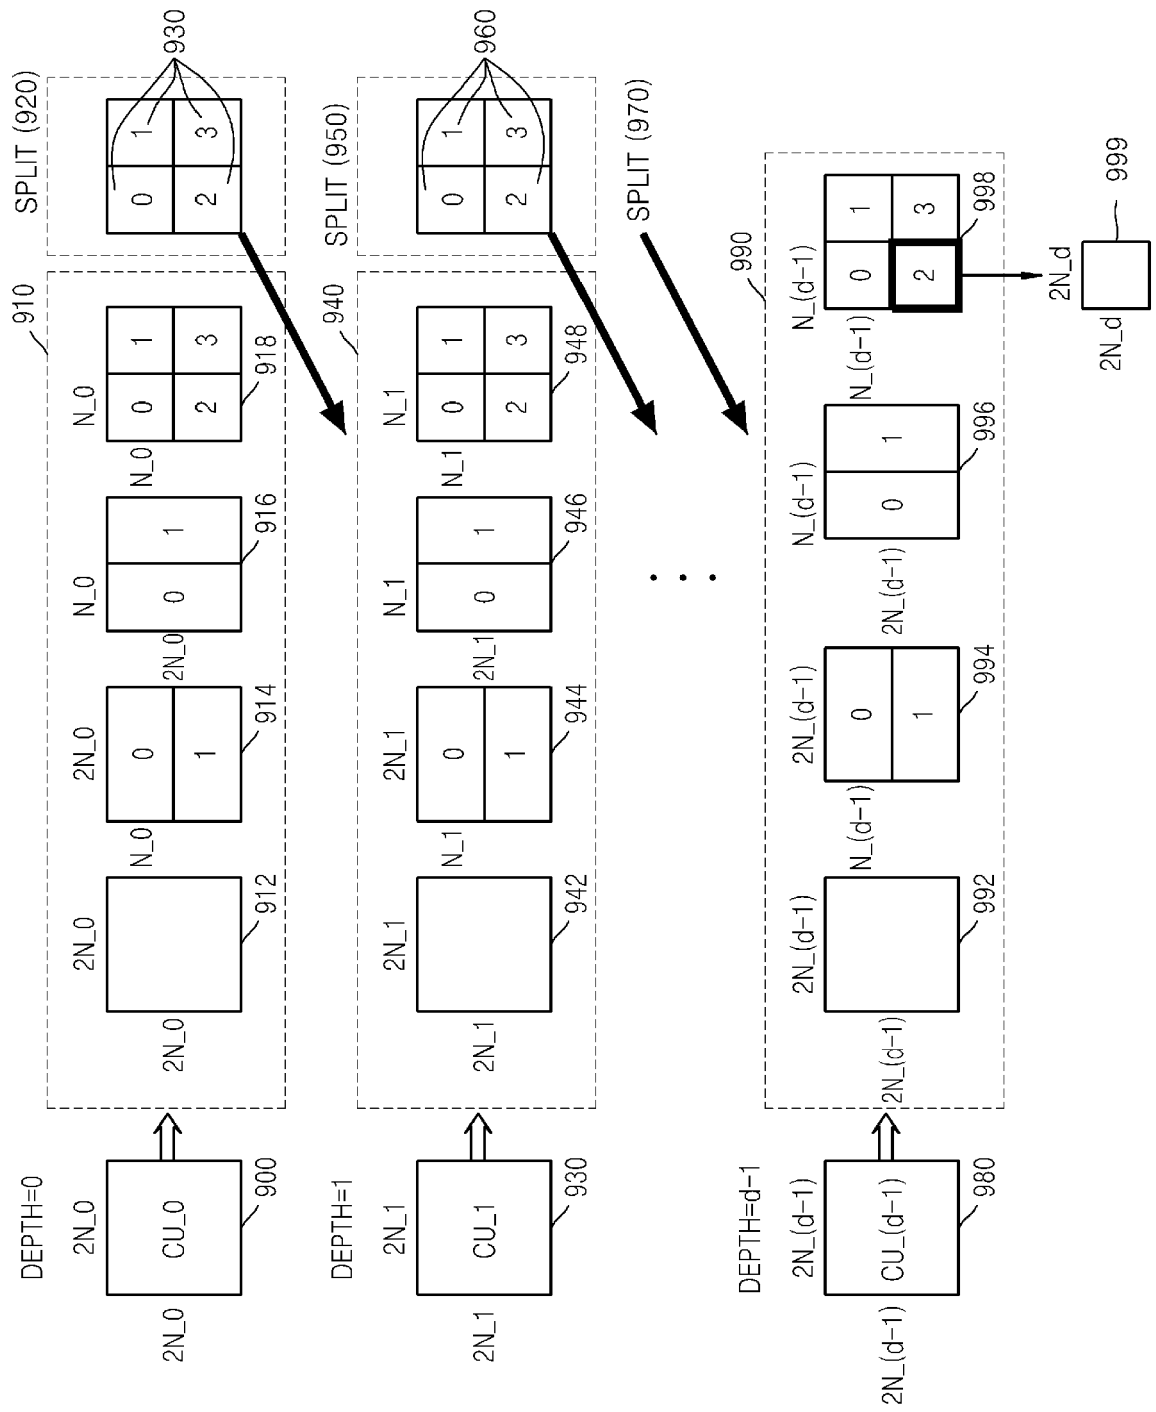 DEPTH=0
2N_0
2N_0
CU_0
900
910
2N_0
2N_0
912
2N_0
N_0
0
1
914
N_0
2N_0
0
1
916
N_0
N_0
0
1
2
3
918
SPLIT (920)
0
1
2
3
930
DEPTH=1
2N_1
2N_1
CU_1
930
940
2N_1
2N_1
942
2N_1
N_1
0
1
944
N_1
2N_1
0
1
946
N_1
N_1
0
1
2
3
948
SPLIT (950)
0
1
2
3
960
SPLIT (970)
DEPTH=d-1
2N_(d-1)
2N_(d-1)
CU_(d-1)
980
990
2N_(d-1)
2N_(d-1)
992
2N_(d-1)
N_(d-1)
0
1
994
N_(d-1)
2N_(d-1)
0
1
996
N_(d-1)
N_(d-1)
0
1
2
3
998
2N_d
2N_d
999